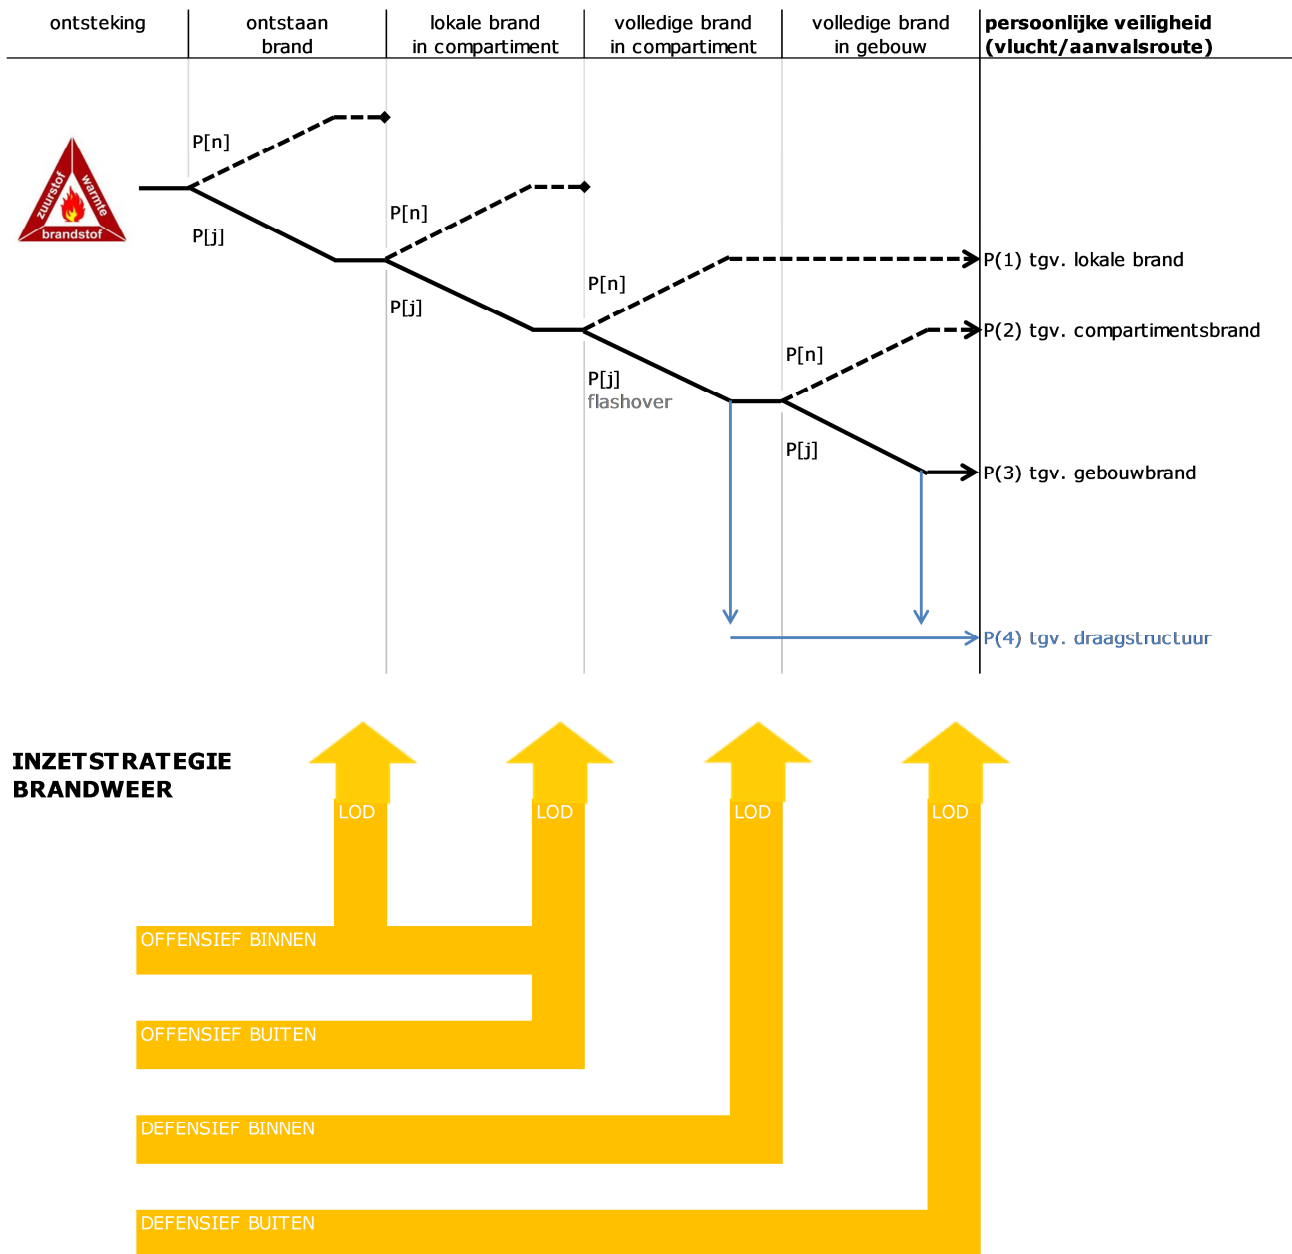 ontsteking
ontstaan
brand
lokale brand
in compartiment
volledige brand
in compartiment
volledige brand
in gebouw
persoonlijke veiligheid
(vlucht/aanvalsroute)
P[n]
zuurstof
warmte
brandstof
P[j]
P[n]
P[j]
P[n]
P(1) tgv. lokale brand
P[j]
flashover
P[n]
P(2) tgv. compartimentsbrand
P[j]
P(3) tgv. gebouwbrand
P(4) tgv. draagstructuur
INZETSTRATEGIE
BRANDWEER
LOD
LOD
LOD
LOD
OFFENSIEF BINNEN
OFFENSIEF BUITEN
DEFENSIEF BINNEN
DEFENSIEF BUITEN